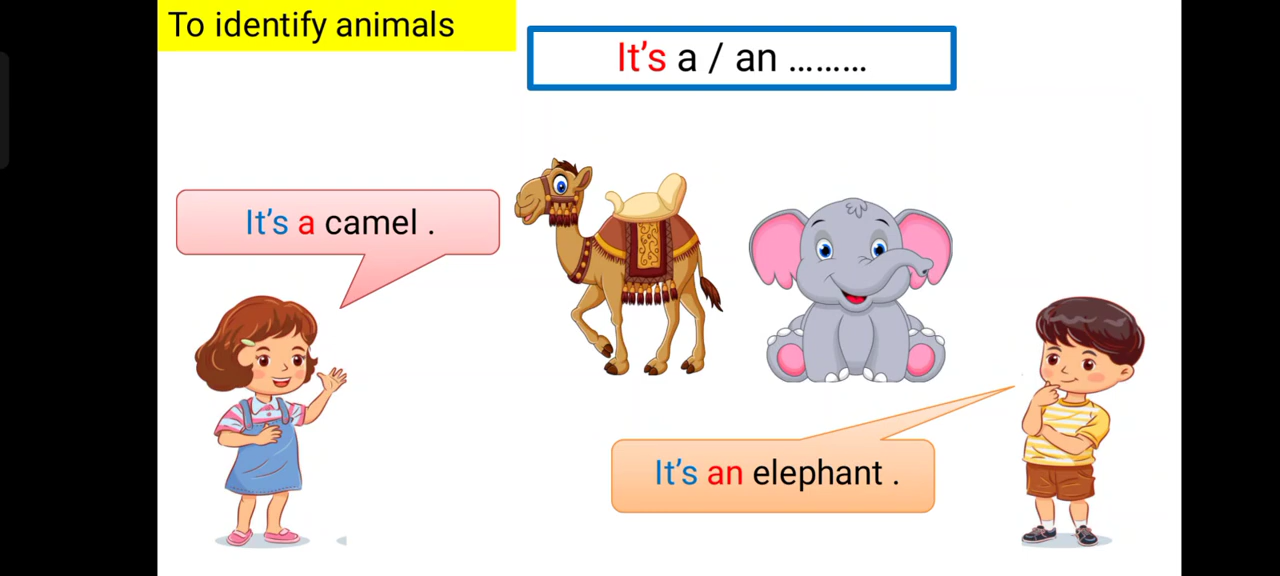 To identify animals
It's a / an .........
It's a camel .
It's an elephant .